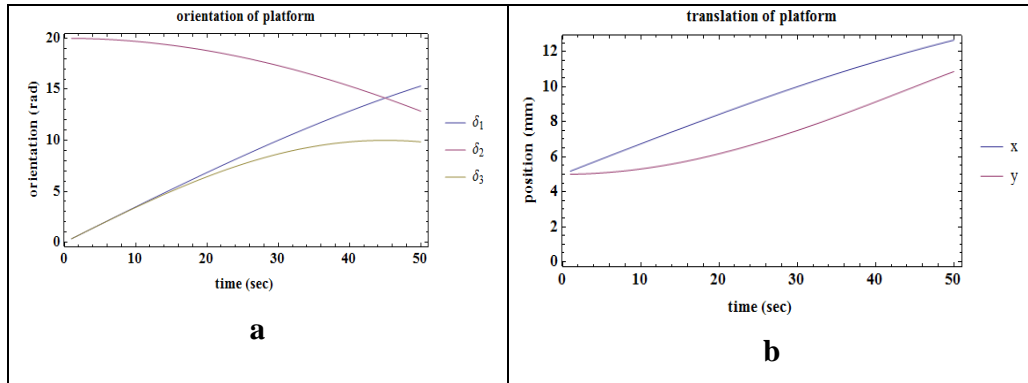 orientation of platform
20
15
10
5
0
orientation (rad)
0
10
20
30
40
50
time (sec)
δ1
δ2
δ3
a
translation of platform
12
10
8
6
4
2
0
position (mm)
0
10
20
30
40
50
time (sec)
x
y
b